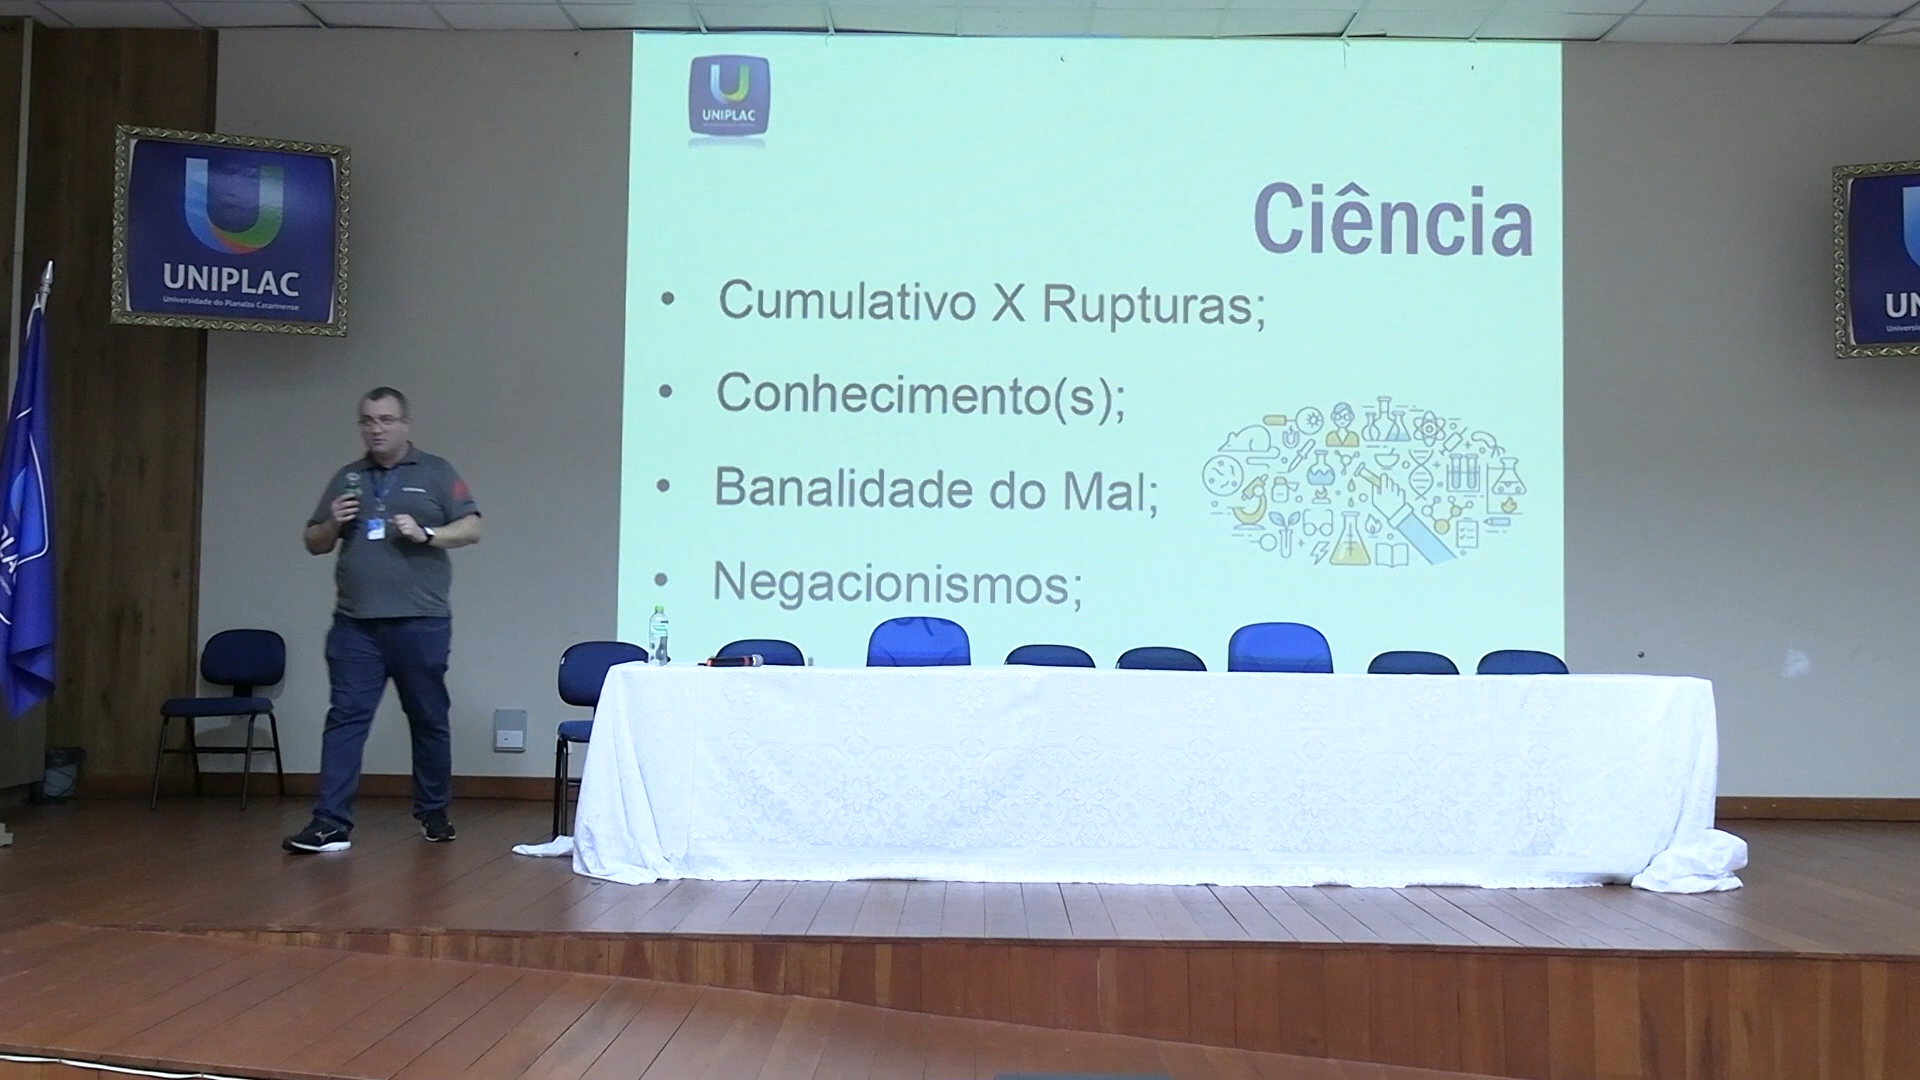 UNIPLAC
Ciência
UNIPLAC
Universidade do Planalto Catarinense
• Cumulativo X Rupturas;
• Conhecimento(s);
• Banalidade do Mal;
• Negacionismos;